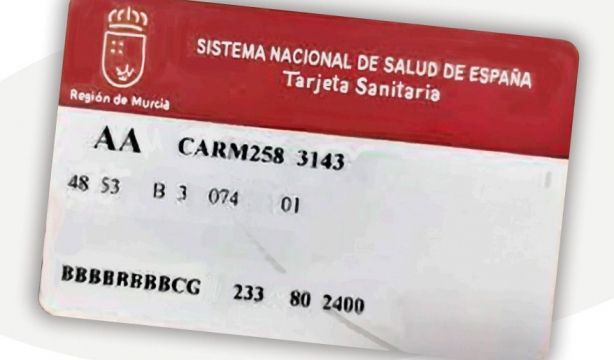 SISTEMA NACIONAL DE SALUD DE ESPAÑA
Tarjeta Sanitaria
Región de Murcia
AA CARM258 3143
48 53 B 3 074 01
BBBBRBBBCG 233 80 2400